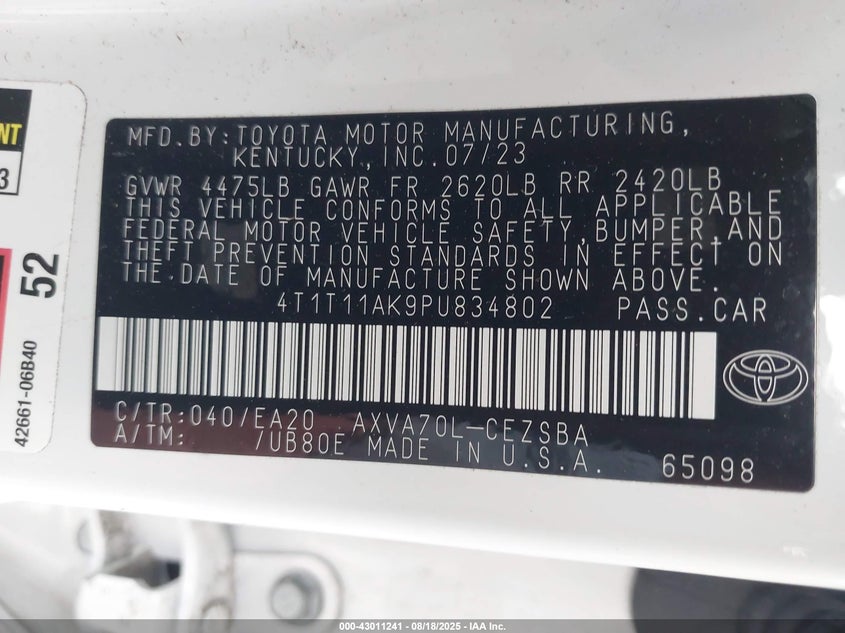 NT
3
52
42661-06B40
MFD.BY:TOYOTA MOTOR MANUFACTURING,
KENTUCKY,INC.07/23
GVWR 4475LB GAWR FR 2620LB RR 2420LB
THIS VEHICLE CONFORMS TO ALL APPLICABLE
FEDERAL MOTOR VEHICLE SAFETY,BUMPER,AND
THEFT PREVENTION STANDARDS IN EFFECT ON
THE DATE OF MANUFACTURE SHOWN ABOVE.
4T1T11AK9PU834802 PASS.CAR
C/TR:040/EA20 AXVA70L-CEZSBA
A/TM: /UB80E MADE IN U.S.A. 65098
000-43011241 - 08/18/2025 - IAA Inc.